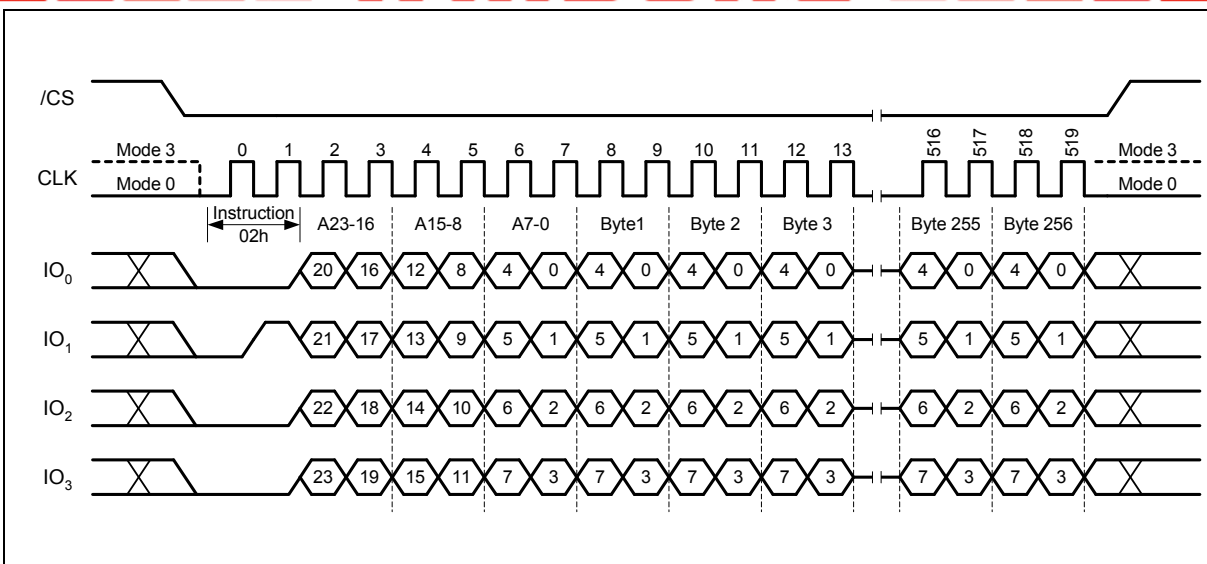 /CS
Mode 3 0 1 2 3 4 5 6 7 8 9 10 11 12 13 516 517 518 519 Mode 3
CLK
Mode 0 Mode 0
Instruction A23-16 A15-8 A7-0 Byte1 Byte 2 Byte 3 Byte 255 Byte 256
02h
IO0 20 16 12 8 4 0 4 0 4 0 4 0 4 0 4 0
IO1 21 17 13 9 5 1 5 1 5 1 5 1 5 1 5 1
IO2 22 18 14 10 6 2 6 2 6 2 6 2 6 2 6 2
IO3 23 19 15 11 7 3 7 3 7 3 7 3 7 3 7 3